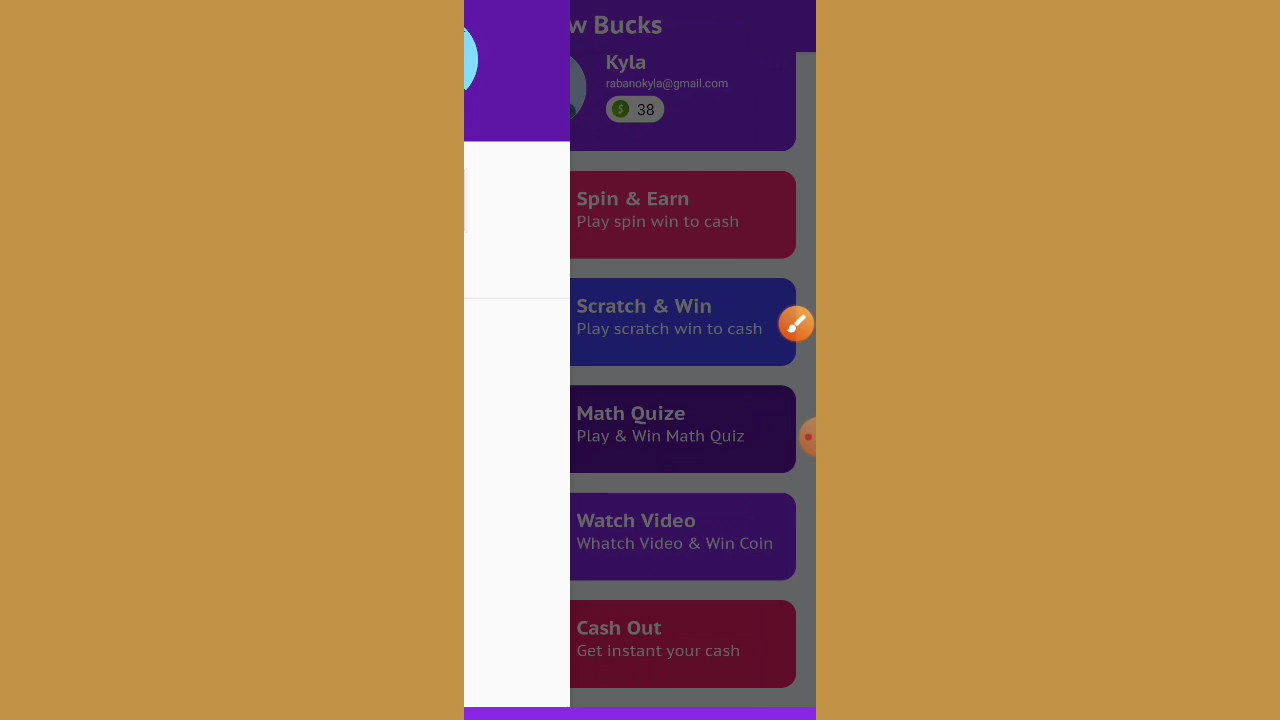 Bucks
Kyla
rabanokyla@gmail.com
$ 38
Spin & Earn
Play spin win to cash
Scratch & Win
Play scratch win to cash
Math Quize
Play & Win Math Quiz
Watch Video
Whatch Video & Win Coin
Cash Out
Get instant your cash